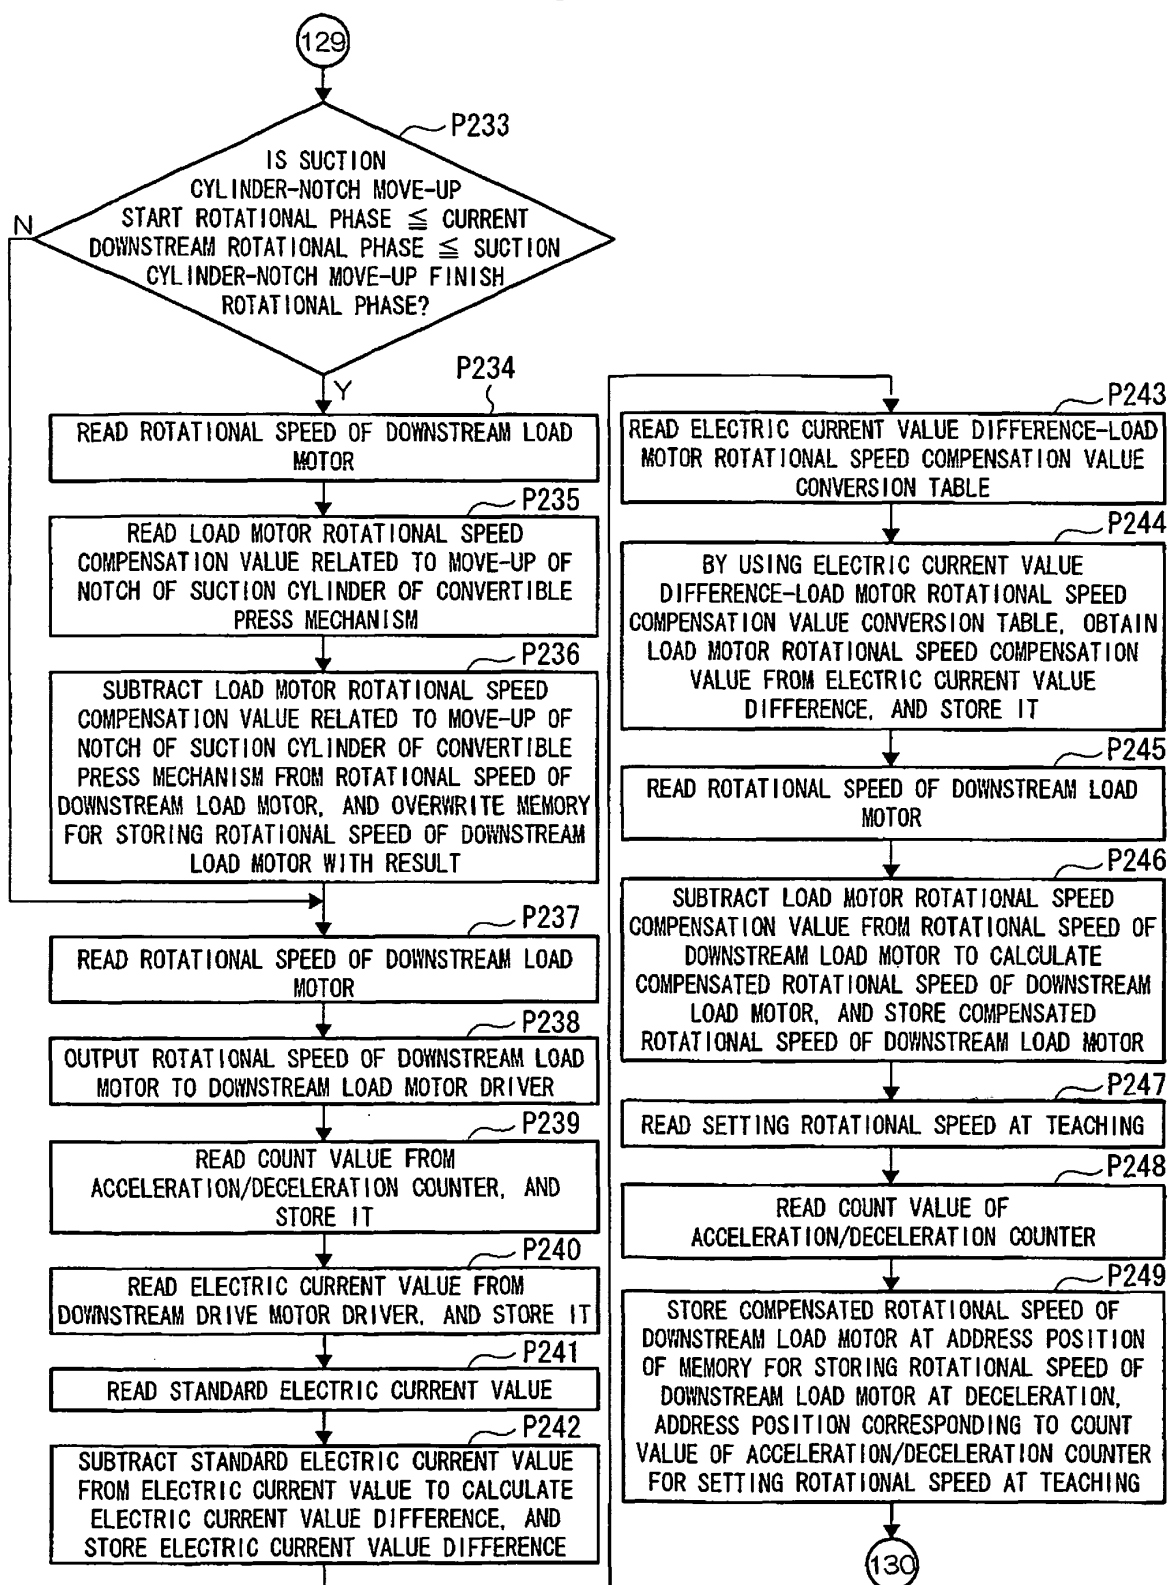 129
P233
IS SUCTION
CYLINDER-NOTCH MOVE-UP
START ROTATIONAL PHASE ≦ CURRENT
DOWNSTREAM ROTATIONAL PHASE ≦ SUCTION
CYLINDER-NOTCH MOVE-UP FINISH
ROTATIONAL PHASE?
N
Y
P234
READ ROTATIONAL SPEED OF DOWNSTREAM LOAD
MOTOR
P235
READ LOAD MOTOR ROTATIONAL SPEED
COMPENSATION VALUE RELATED TO MOVE-UP OF
NOTCH OF SUCTION CYLINDER OF CONVERTIBLE
PRESS MECHANISM
P236
SUBTRACT LOAD MOTOR ROTATIONAL SPEED
COMPENSATION VALUE RELATED TO MOVE-UP OF
NOTCH OF SUCTION CYLINDER OF CONVERTIBLE
PRESS MECHANISM FROM ROTATIONAL SPEED OF
DOWNSTREAM LOAD MOTOR, AND OVERWRITE MEMORY
FOR STORING ROTATIONAL SPEED OF DOWNSTREAM
LOAD MOTOR WITH RESULT
P237
READ ROTATIONAL SPEED OF DOWNSTREAM LOAD
MOTOR
P238
OUTPUT ROTATIONAL SPEED OF DOWNSTREAM LOAD
MOTOR TO DOWNSTREAM LOAD MOTOR DRIVER
P239
READ COUNT VALUE FROM
ACCELERATION/DECELERATION COUNTER, AND
STORE IT
P240
READ ELECTRIC CURRENT VALUE FROM
DOWNSTREAM DRIVE MOTOR DRIVER, AND STORE IT
P241
READ STANDARD ELECTRIC CURRENT VALUE
P242
SUBTRACT STANDARD ELECTRIC CURRENT VALUE
FROM ELECTRIC CURRENT VALUE TO CALCULATE
ELECTRIC CURRENT VALUE DIFFERENCE, AND
STORE ELECTRIC CURRENT VALUE DIFFERENCE
P243
READ ELECTRIC CURRENT VALUE DIFFERENCE-LOAD
MOTOR ROTATIONAL SPEED COMPENSATION VALUE
CONVERSION TABLE
P244
BY USING ELECTRIC CURRENT VALUE
DIFFERENCE-LOAD MOTOR ROTATIONAL SPEED
COMPENSATION VALUE CONVERSION TABLE, OBTAIN
LOAD MOTOR ROTATIONAL SPEED COMPENSATION
VALUE FROM ELECTRIC CURRENT VALUE
DIFFERENCE, AND STORE IT
P245
READ ROTATIONAL SPEED OF DOWNSTREAM LOAD
MOTOR
P246
SUBTRACT LOAD MOTOR ROTATIONAL SPEED
COMPENSATION VALUE FROM ROTATIONAL SPEED OF
DOWNSTREAM LOAD MOTOR TO CALCULATE
COMPENSATED ROTATIONAL SPEED OF DOWNSTREAM
LOAD MOTOR, AND STORE COMPENSATED
ROTATIONAL SPEED OF DOWNSTREAM LOAD MOTOR
P247
READ SETTING ROTATIONAL SPEED AT TEACHING
P248
READ COUNT VALUE OF
ACCELERATION/DECELERATION COUNTER
P249
STORE COMPENSATED ROTATIONAL SPEED OF
DOWNSTREAM LOAD MOTOR AT ADDRESS POSITION
OF MEMORY FOR STORING ROTATIONAL SPEED OF
DOWNSTREAM LOAD MOTOR AT DECELERATION,
ADDRESS POSITION CORRESPONDING TO COUNT
VALUE OF ACCELERATION/DECELERATION COUNTER
FOR SETTING ROTATIONAL SPEED AT TEACHING
130